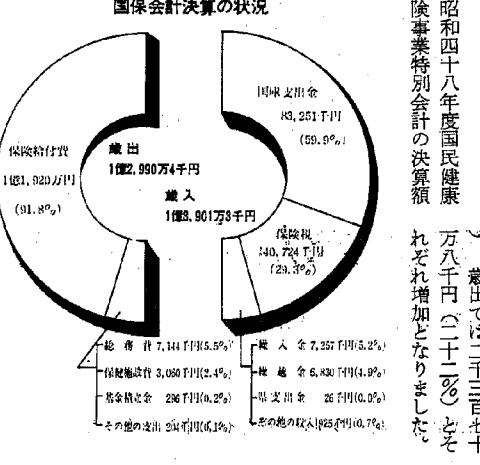 国保会計決算の状況
国庫支出金
83,251千円
(59.9%)
保険給付費
1億1,920万円
(91.8%)
歳出
1億2,990万4千円
歳入
1億3,901万3千円
保険税
40,724千円
(29.3%)
総務費 7,144千円(5.5%)
保健施設費 3,060千円(2.4%)
基金積立金 296千円(0.2%)
その他の支出 204千円(0.1%)
繰入金 7,257千円(5.2%)
繰越金 6,830千円(4.9%)
県支出金 26千円(0.0%)
その他の収入 925千円(0.7%)
昭和四十八年度国民健康
険事業特別会計の決算額
歳出では二千三百七十
万八千円(二十二%)とそ
れぞれ増加となりました。